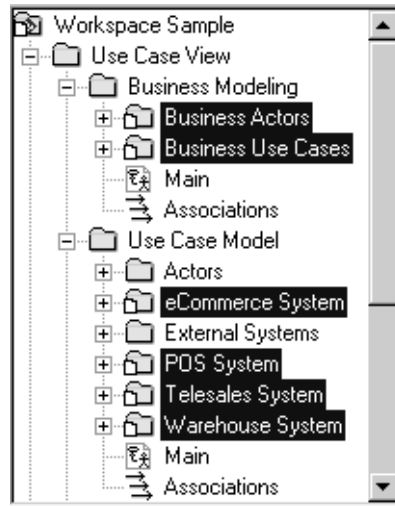 Workspace Sample
Use Case View
Business Modeling
Business Actors
Business Use Cases
Main
Associations
Use Case Model
Actors
eCommerce System
External Systems
POS System
Telesales System
Warehouse System
Main
Associations